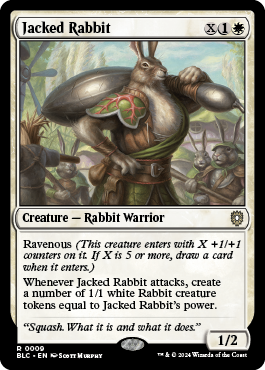 Jacked Rabbit X1
Creature — Rabbit Warrior
Ravenous (This creature enters with X +1/+1
counters on it. If X is 5 or more, draw a card
when it enters.)
Whenever Jacked Rabbit attacks, create
a number of 1/1 white Rabbit creature
tokens equal to Jacked Rabbit's power.
"Squash. What it is and what it does."
1/2
R 0009
BLC • EN Scott Murphy
™ & © 2024 Wizards of the Coast